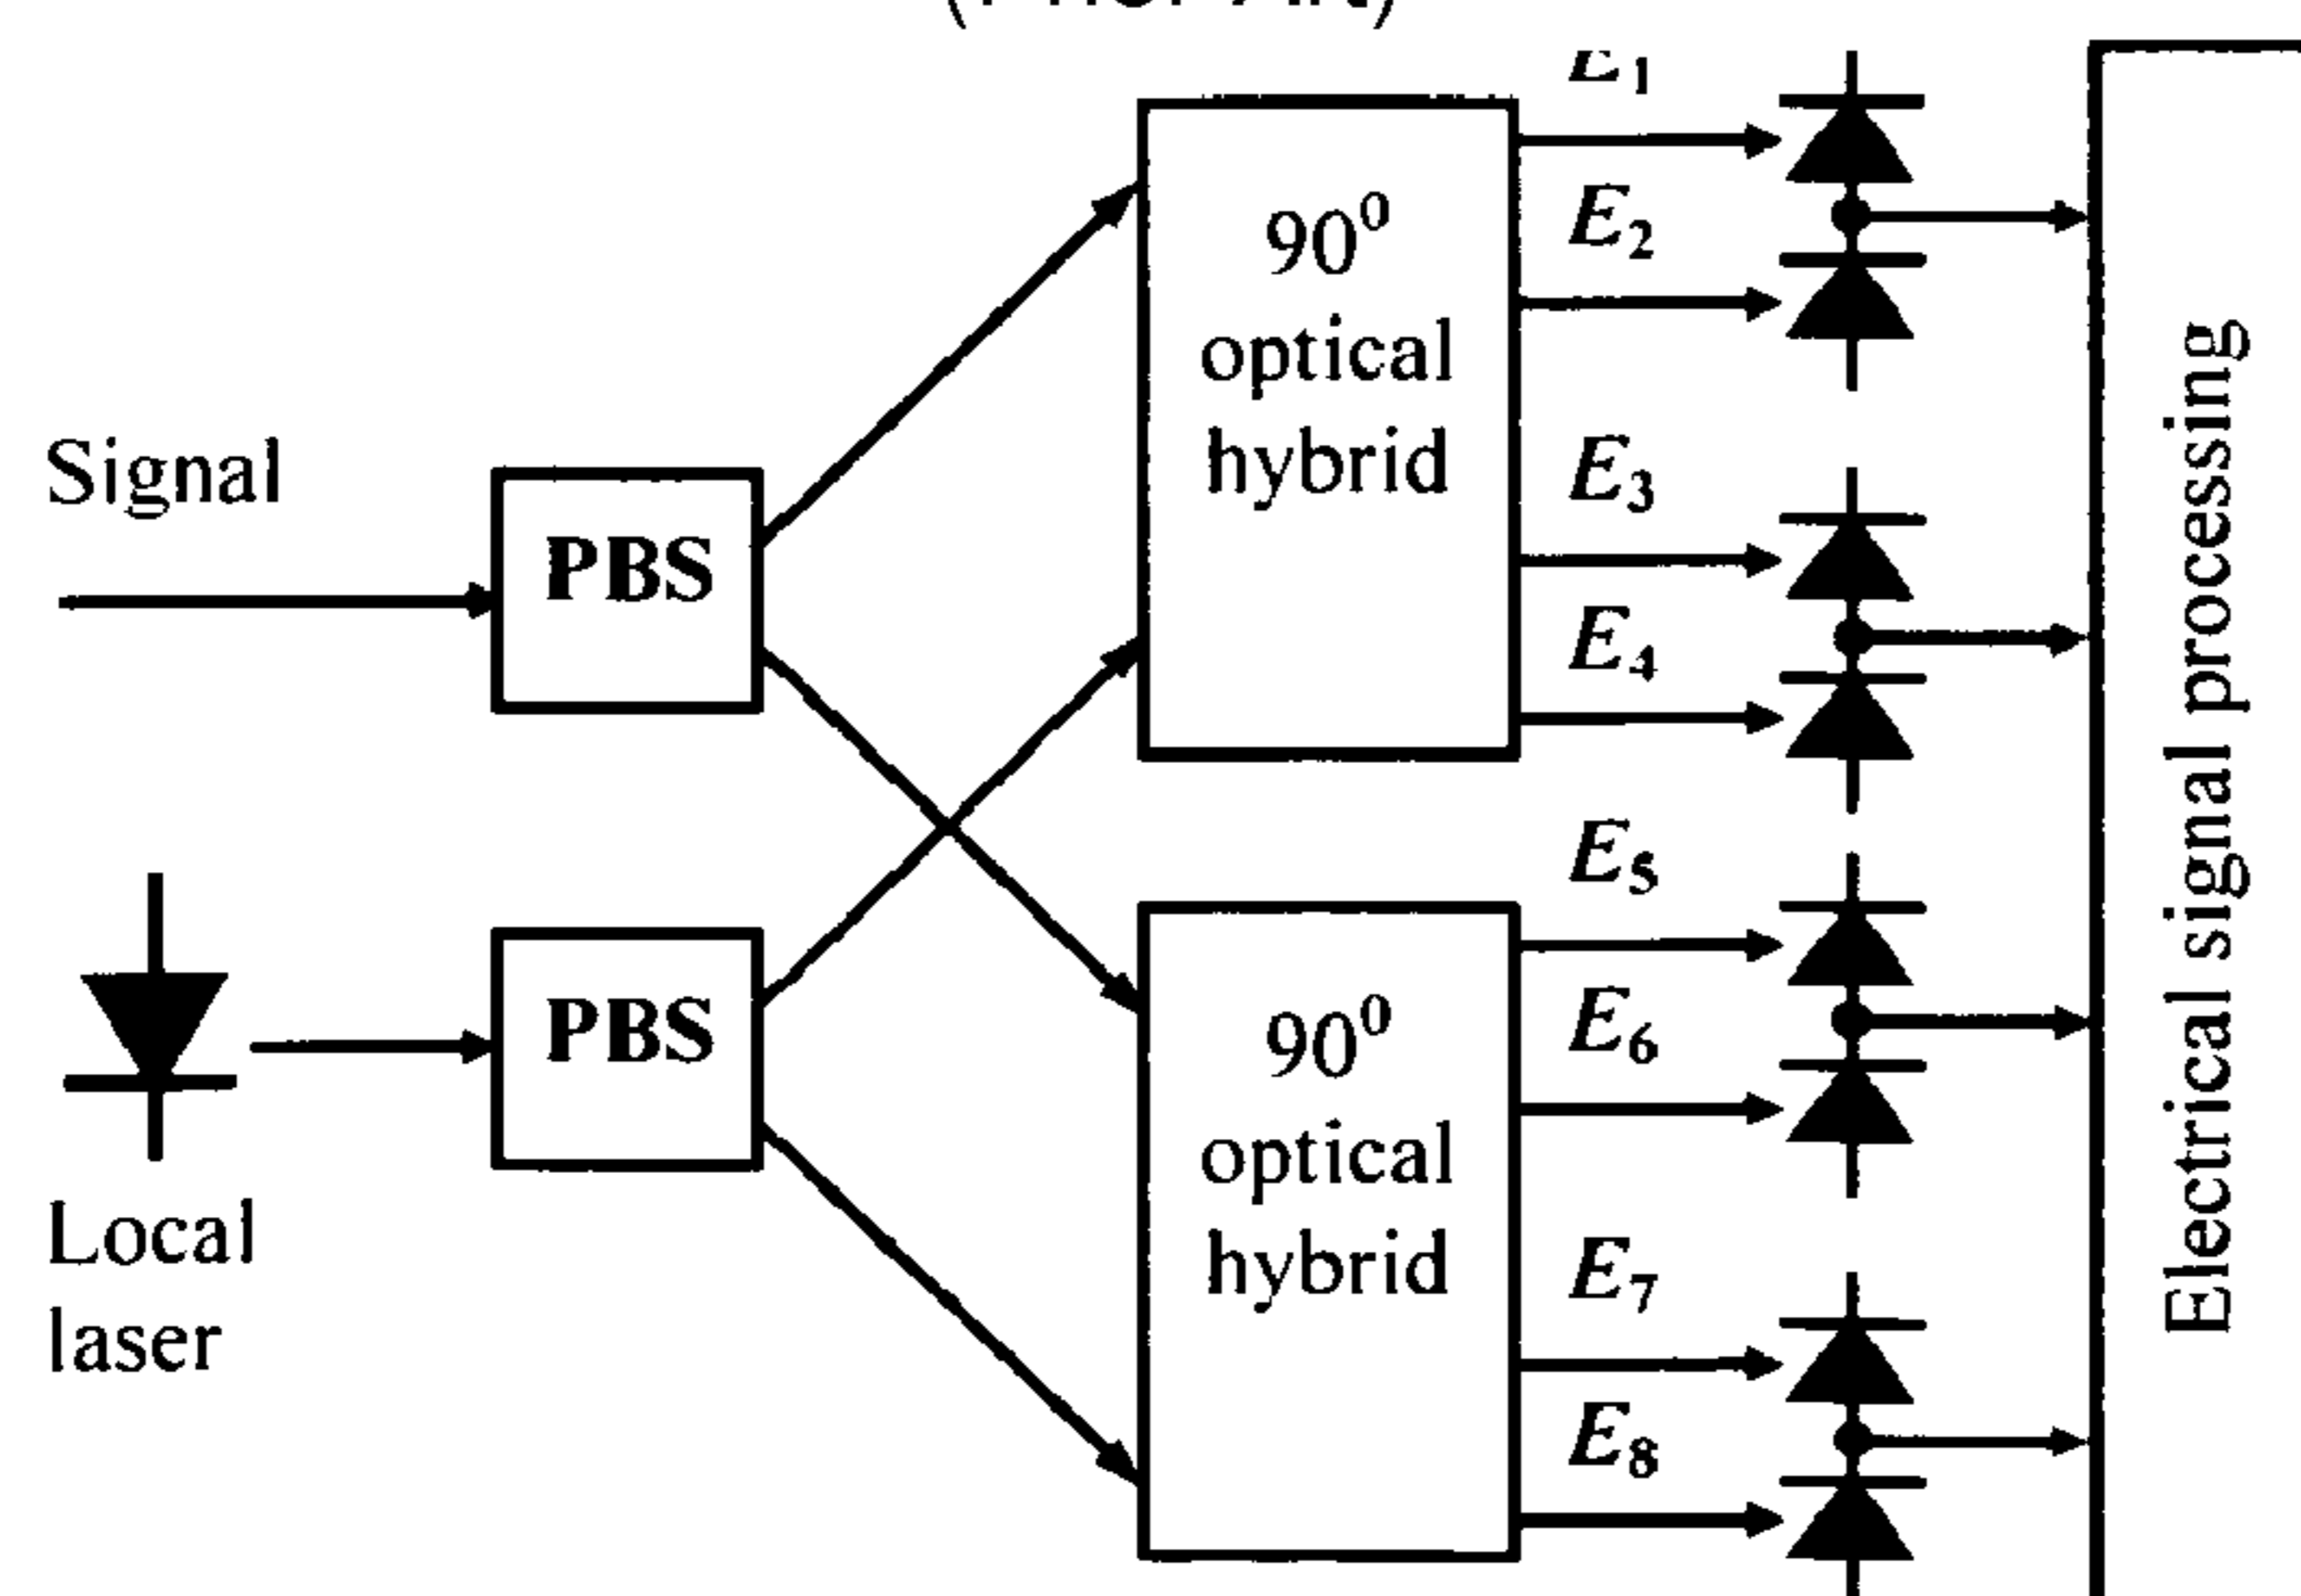 E1
90⁰
optical
hybrid
E2
E3
E4
Signal
PBS
PBS
Local
laser
90⁰
optical
hybrid
E5
E6
E7
E8
Electrical signal processing